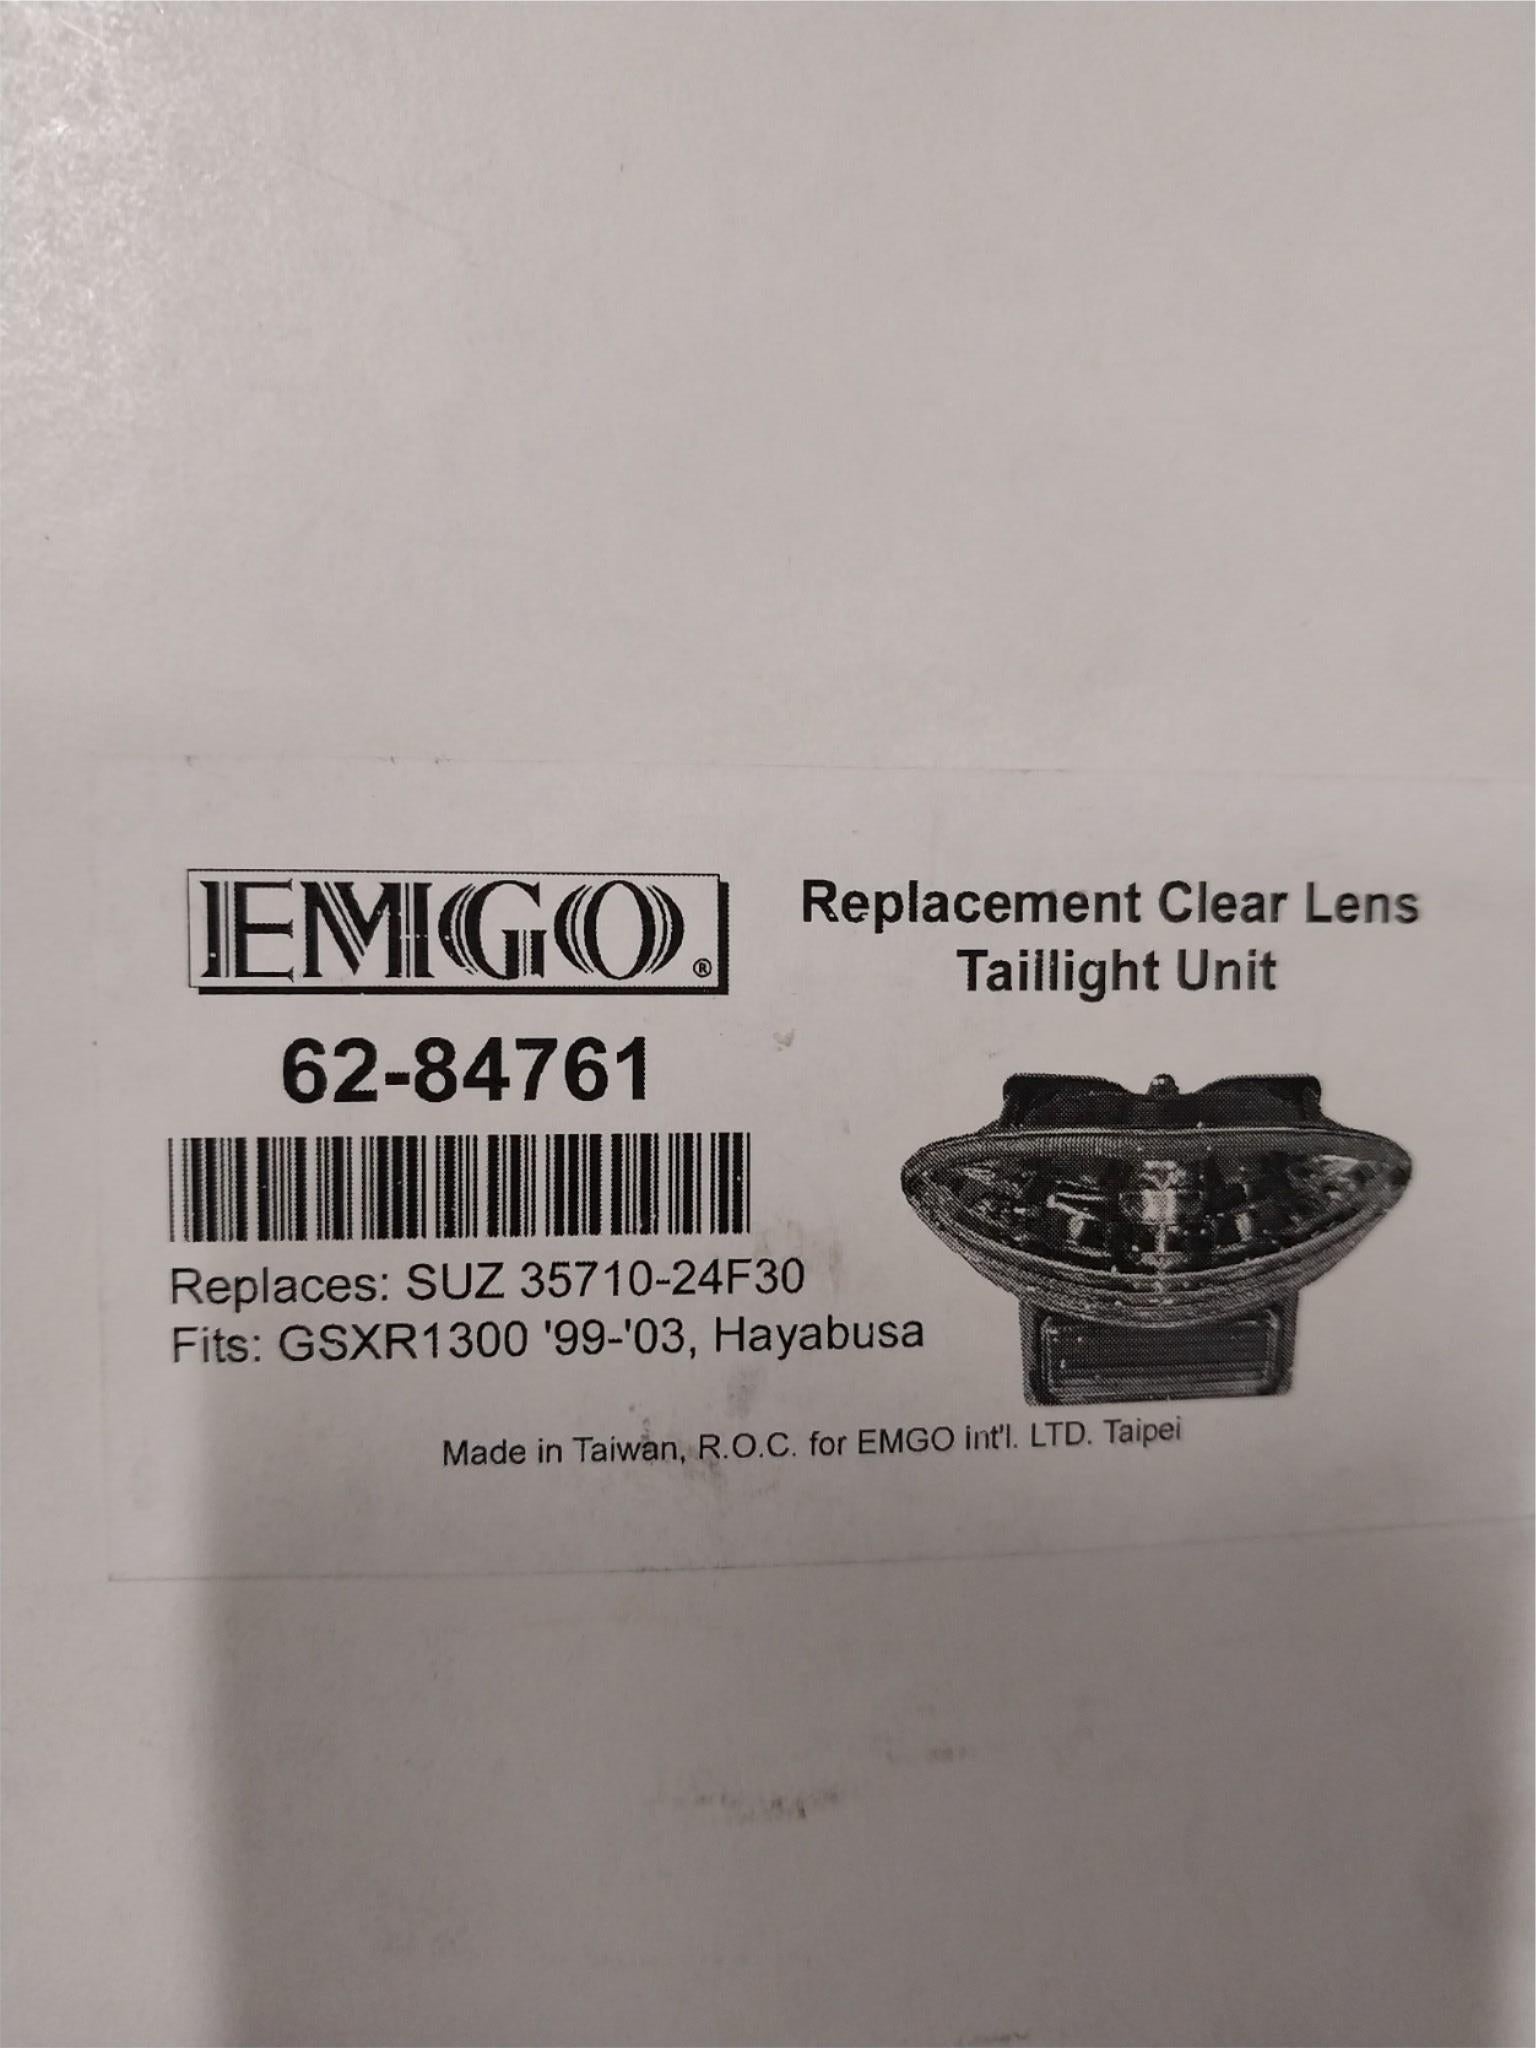 EMGO®
Replacement Clear Lens
Taillight Unit
62-84761
Replaces: SUZ 35710-24F30
Fits: GSXR1300 '99-'03, Hayabusa
Made in Taiwan, R.O.C. for EMGO int'l. LTD. Taipei